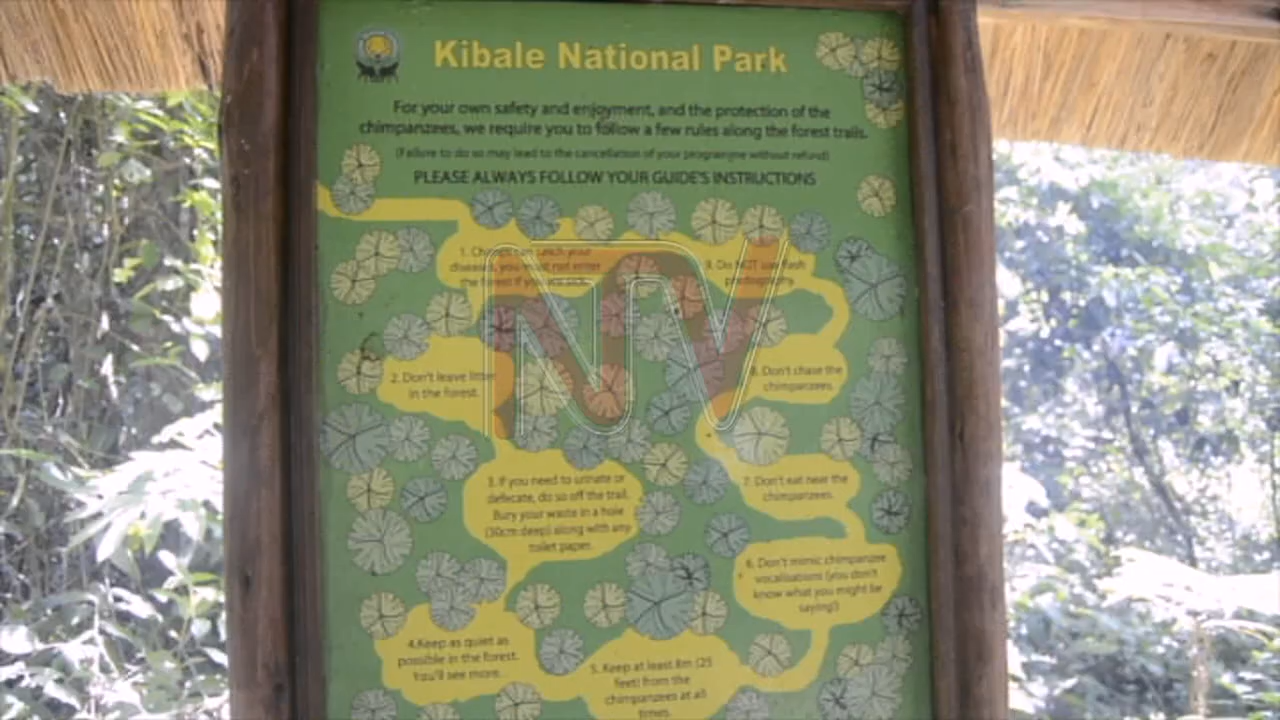 Kibale National Park
For your own safety and enjoyment, and the protection of the
chimpanzees, we require you to follow a few rules along the forest trails.
(Failure to do so may lead to the cancellation of your programme without refund)
PLEASE ALWAYS FOLLOW YOUR GUIDE'S INSTRUCTIONS
1. Chimps can catch your
diseases, you must not enter
the forest if you are sick.
2. Don't leave litter
in the forest.
3. If you need to urinate or
defecate, do so off the trail.
Bury your waste in a hole
(30cm deep) along with any
toilet paper.
4.Keep as quiet as
possible in the forest.
You'll see more...
5. Keep at least 8m (25
feet) from the
chimpanzees at all
times.
6. Don't mimic chimpanzee
vocalisations (you don't
know what you might be
saying!)
7. Don't eat near the
chimpanzees.
8. Don't chase the
chimpanzees.
9. Do NOT use flash
photography.
NV